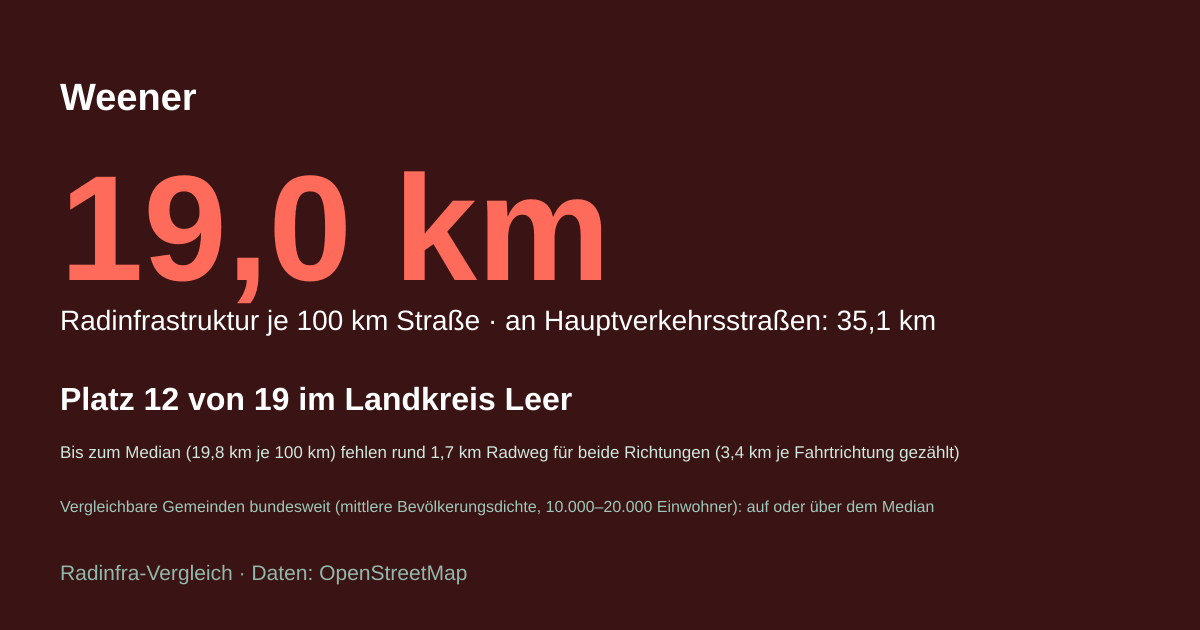 Weener
19,0 km
Radinfrastruktur je 100 km Straße · an Hauptverkehrsstraßen: 35,1 km
Platz 12 von 19 im Landkreis Leer
Bis zum Median (19,8 km je 100 km) fehlen rund 1,7 km Radweg für beide Richtungen (3,4 km je Fahrtrichtung gezählt)
Vergleichbare Gemeinden bundesweit (mittlere Bevölkerungsdichte, 10.000–20.000 Einwohner): auf oder über dem Median
Radinfra-Vergleich · Daten: OpenStreetMap